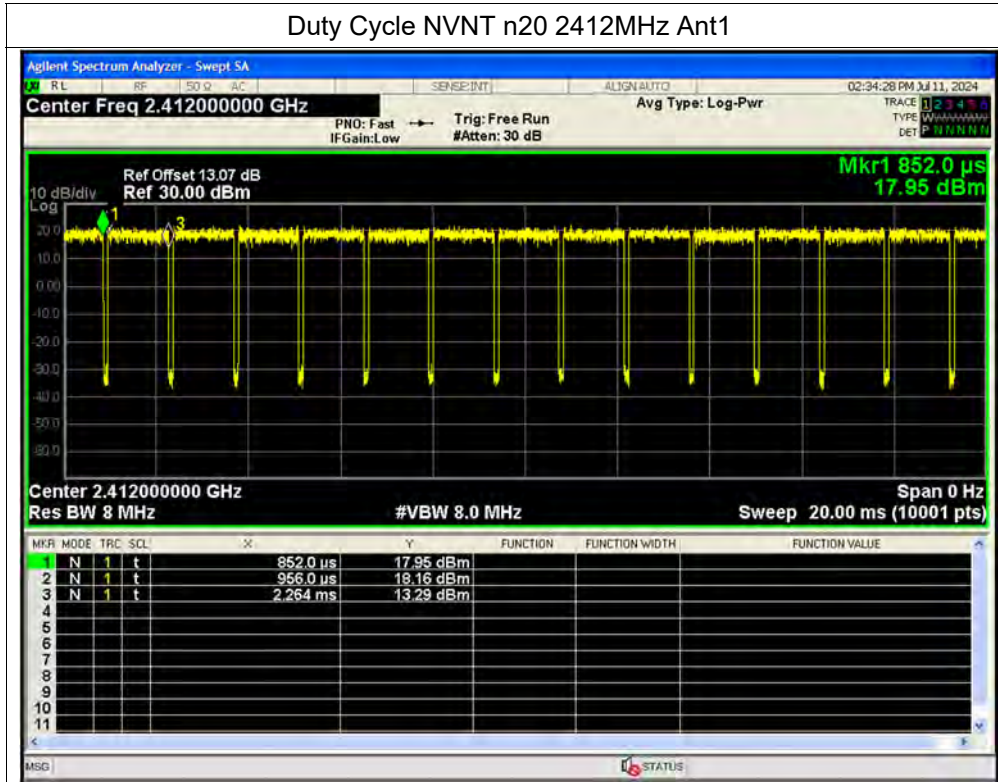 Duty Cycle NVNT n20 2412MHz Ant1
Agilent Spectrum Analyzer - Swept SA
RL RF 50 Ω AC SENSE:INT ALIGN AUTO 02:34:28 PM Jul 11, 2024
Center Freq 2.412000000 GHz Avg Type: Log-Pwr TRACE 1 2 3 4 5 6
PNO: Fast Trig: Free Run TYPE W
IFGain:Low #Atten: 30 dB DET P N N N N N
Mkr1 852.0 µs
Ref Offset 13.07 dB
10 dB/div Ref 30.00 dBm 17.95 dBm
Log
1
3
20.0
10.0
0.00
-10.0
-20.0
-30.0
-40.0
-50.0
-60.0
Center 2.412000000 GHz Span 0 Hz
Res BW 8 MHz #VBW 8.0 MHz Sweep 20.00 ms (10001 pts)
MKR MODE TRC SCL X Y FUNCTION FUNCTION WIDTH FUNCTION VALUE
1 N 1 t 852.0 µs 17.95 dBm
2 N 1 t 956.0 µs 18.16 dBm
3 N 1 t 2.264 ms 13.29 dBm
4
5
6
7
8
9
10
11
MSG STATUS